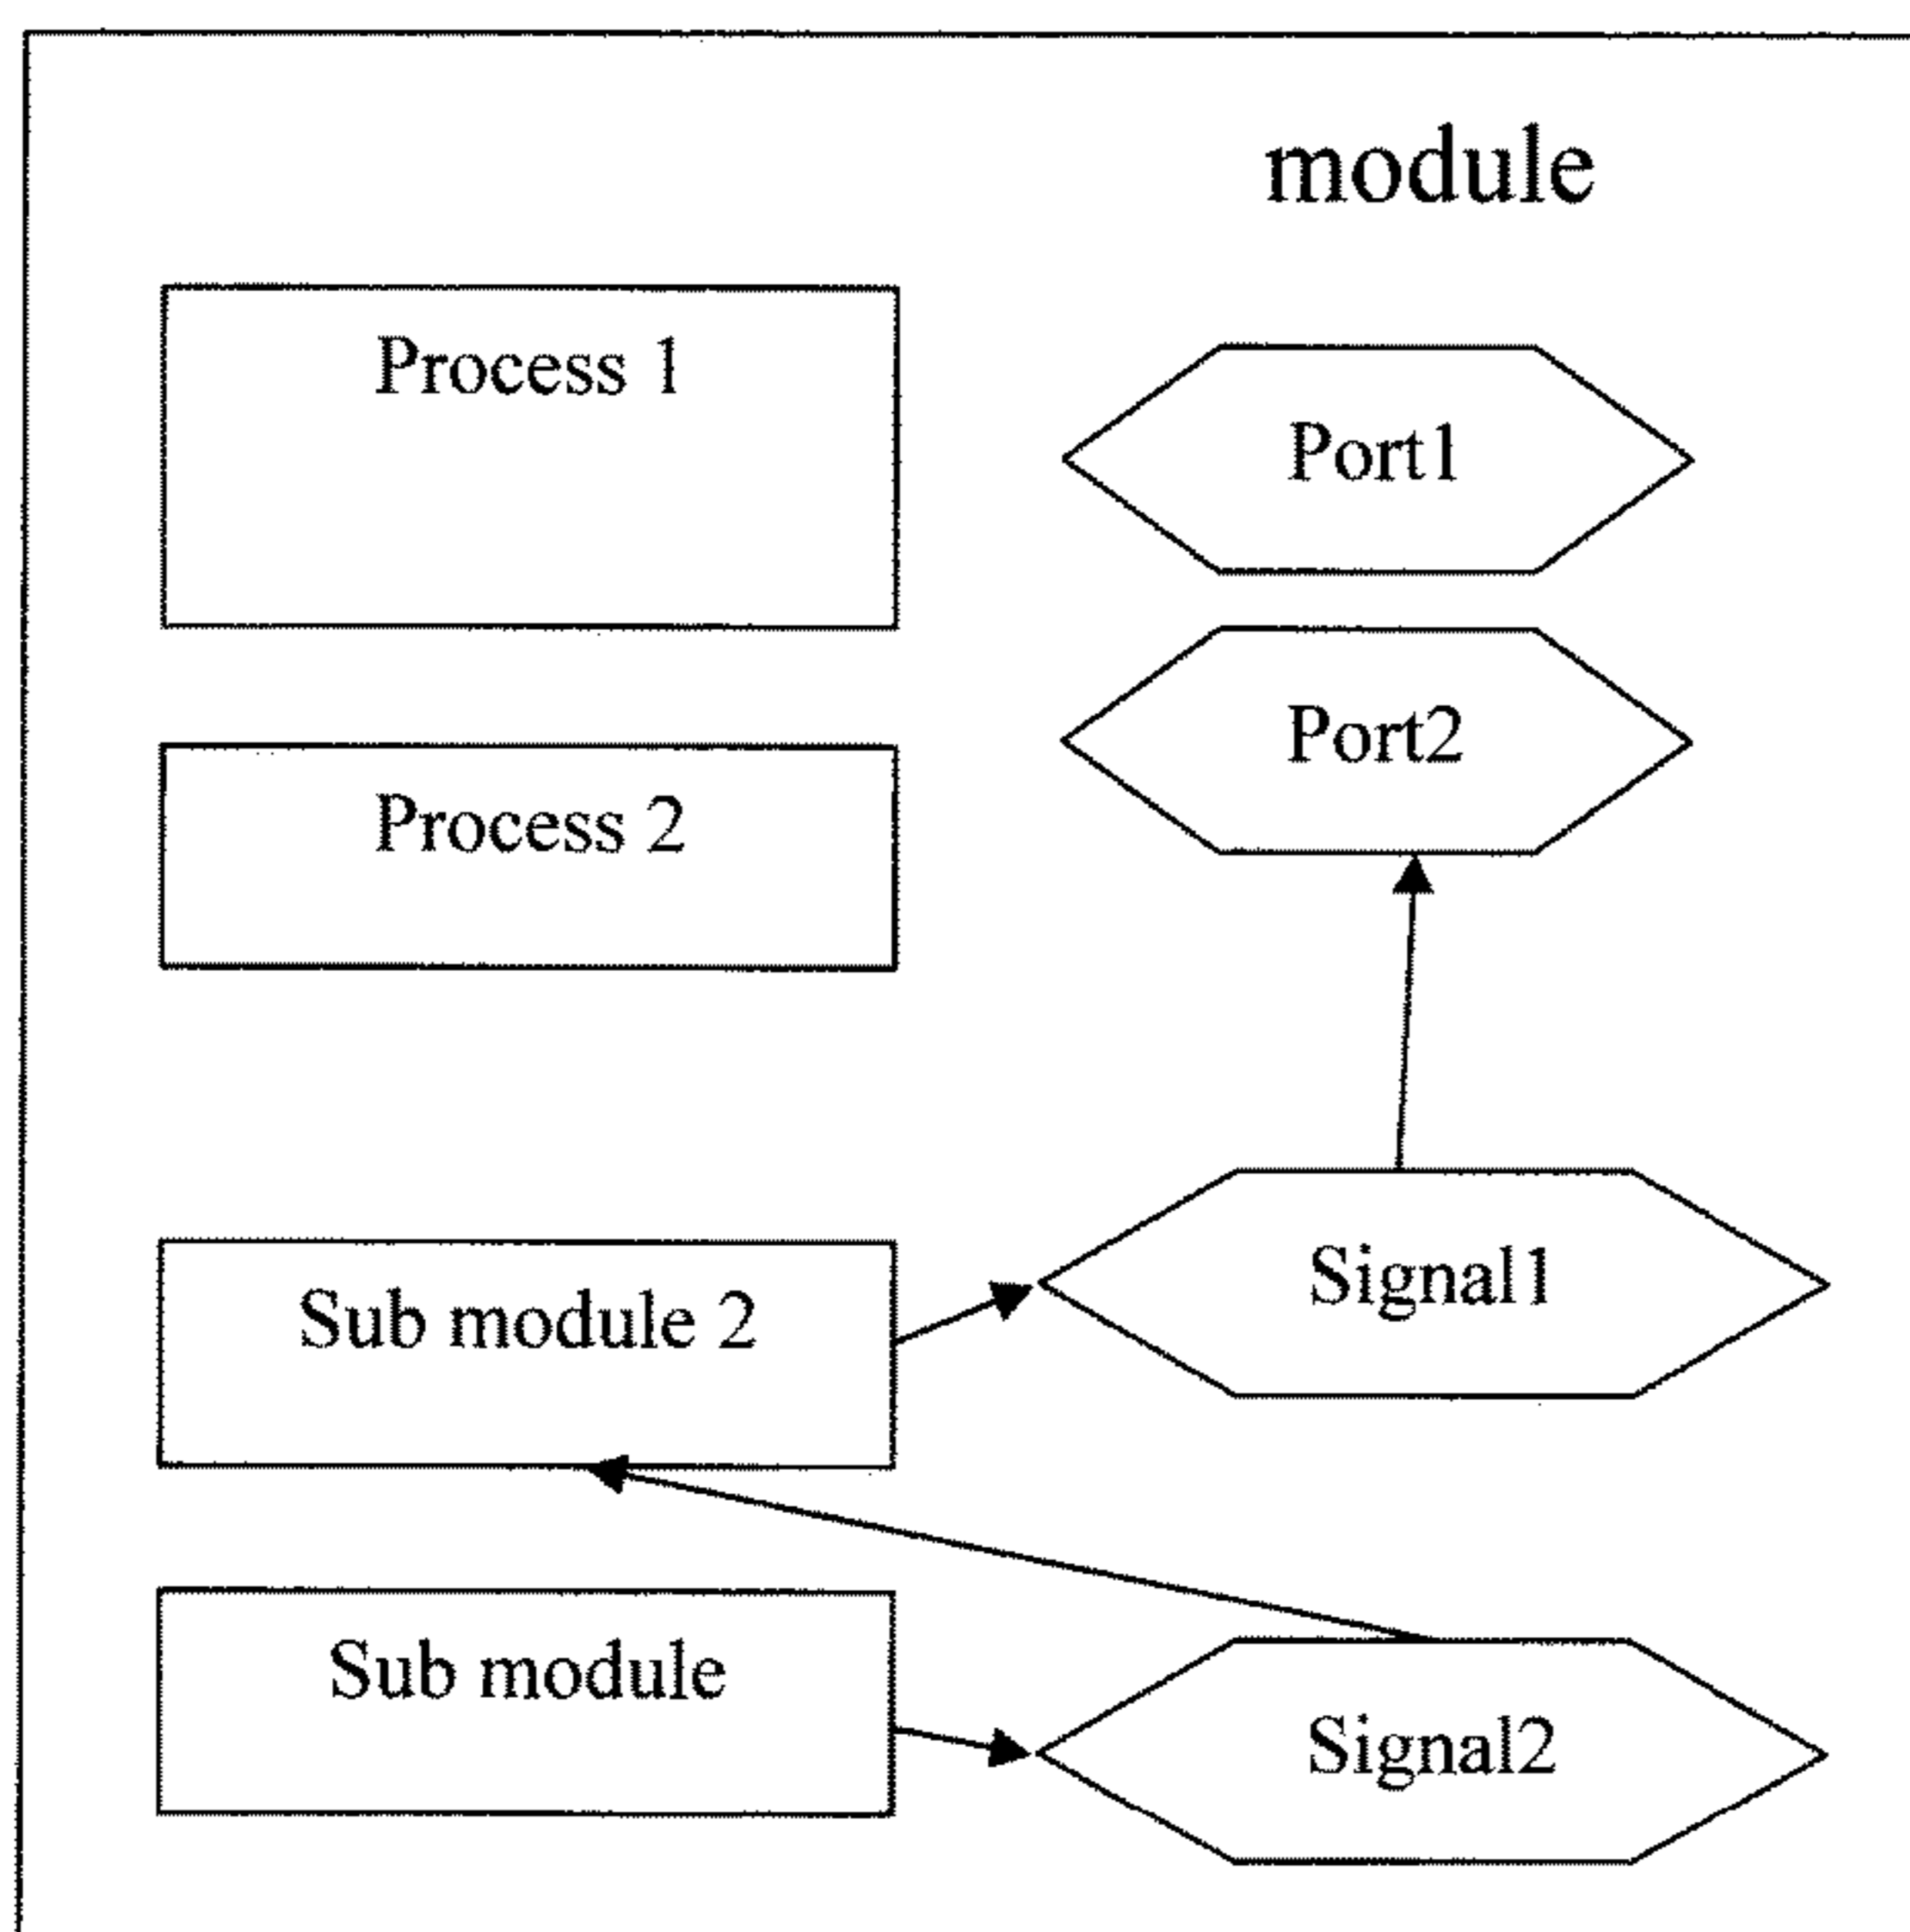 module
Process 1
Port1
Port2
Process 2
Signal1
Sub module 2
Sub module
Signal2